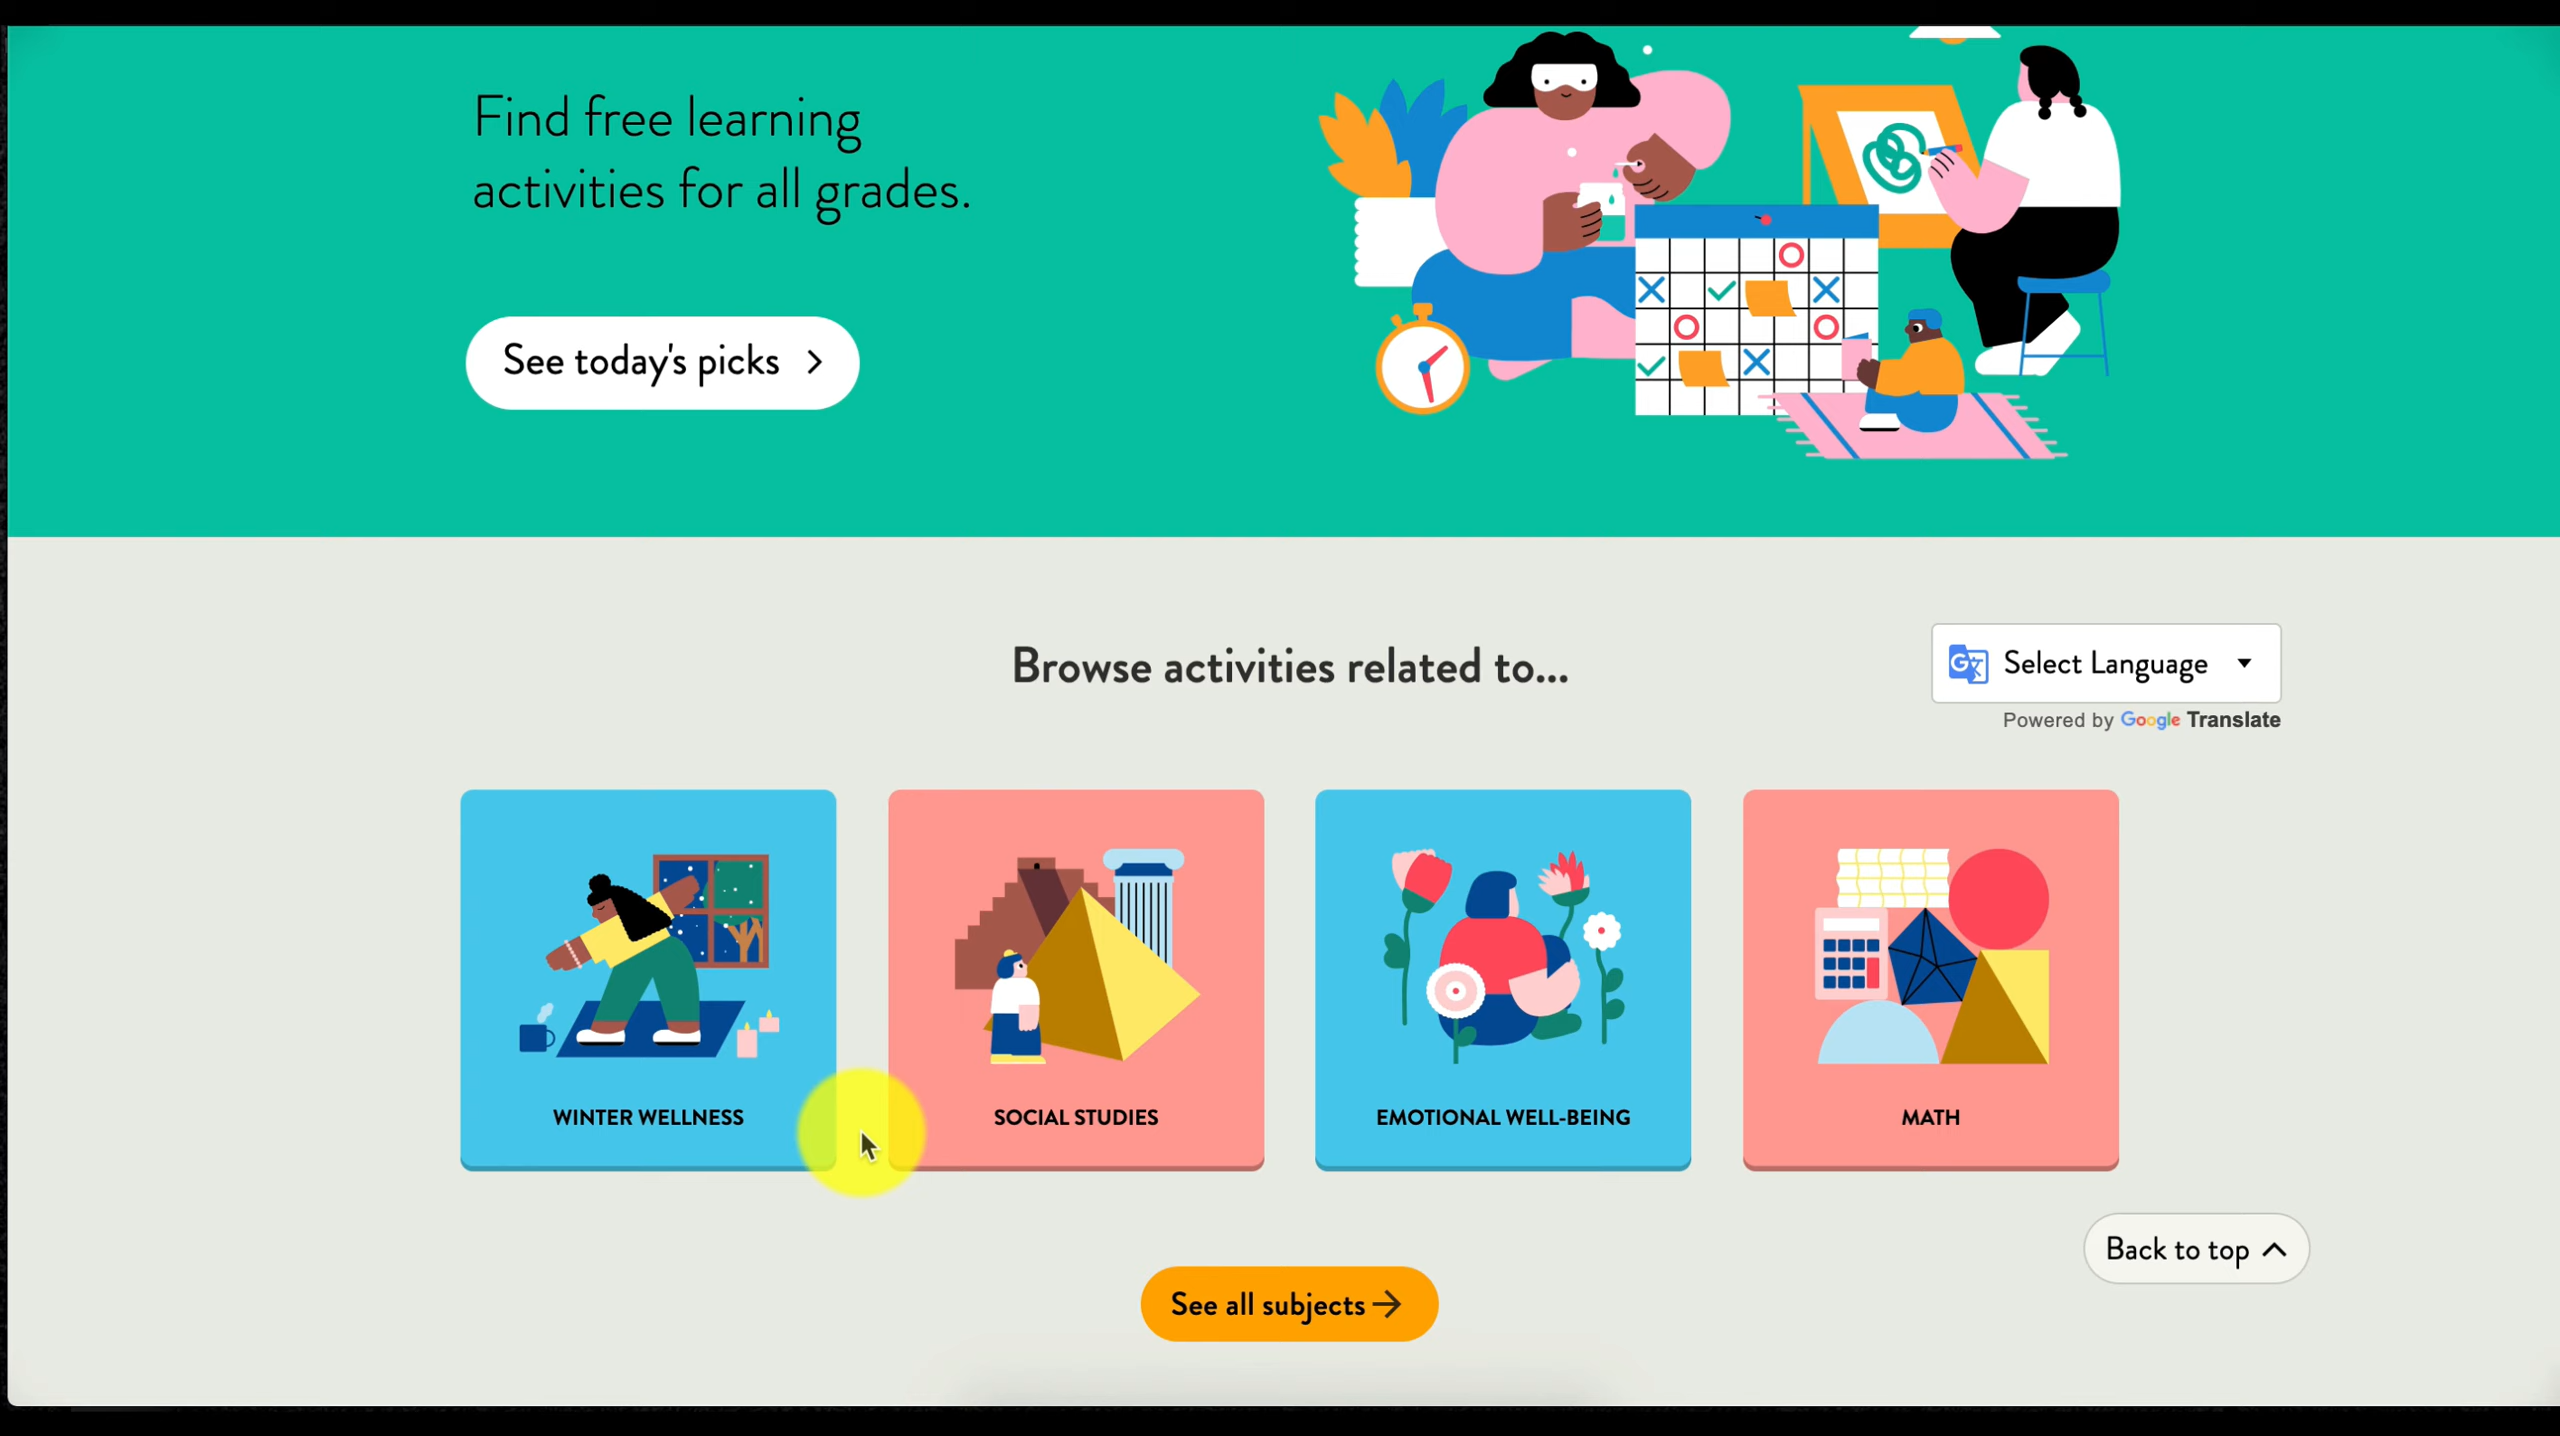 Find free learning
activities for all grades.
See today's picks
Browse activities related to...
Select Language
Powered by Google Translate
WINTER WELLNESS
SOCIAL STUDIES
EMOTIONAL WELL-BEING
MATH
Back to top
See all subjects